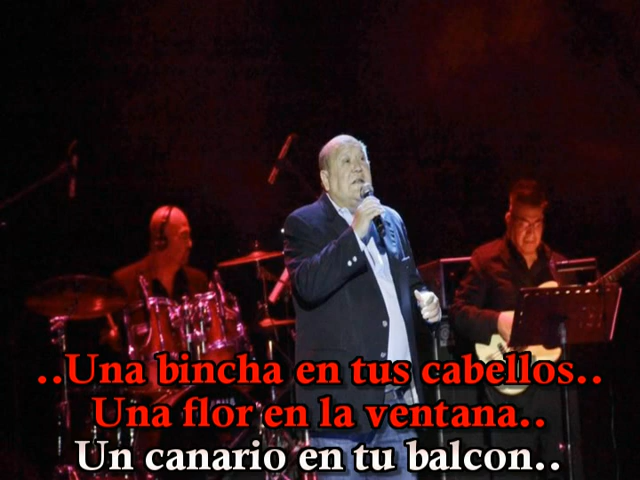 ..Una bincha en tus cabellos..
Una flor en la ventana..
Un canario en tu balcon..